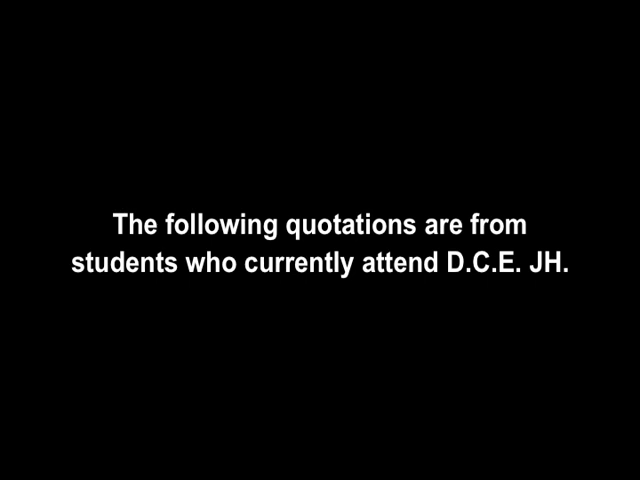 The following quotations are from
students who currently attend D.C.E. JH.